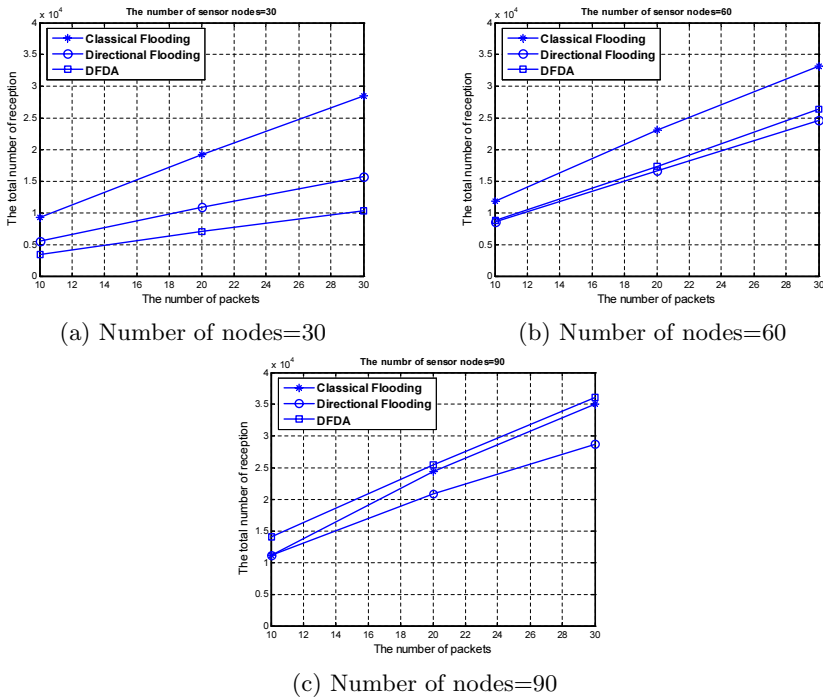 The number of sensor nodes=30
x 10⁴
Classical Flooding
Directional Flooding
DFDA
The total number of reception
4
3.5
3
2.5
2
1.5
1
0.5
0
10 12 14 16 18 20 22 24 26 28 30
The number of packets
(a) Number of nodes=30
The number of sensor nodes=60
x 10⁴
Classical Flooding
Directional Flooding
DFDA
The total number of reception
4
3.5
3
2.5
2
1.5
1
0.5
0
10 12 14 16 18 20 22 24 26 28 30
The number of packets
(b) Number of nodes=60
The numbr of sensor nodes=90
x 10⁴
Classical Flooding
Directional Flooding
DFDA
The total number of reception
4
3.5
3
2.5
2
1.5
1
0.5
0
10 12 14 16 18 20 22 24 26 28 30
The number of packets
(c) Number of nodes=90